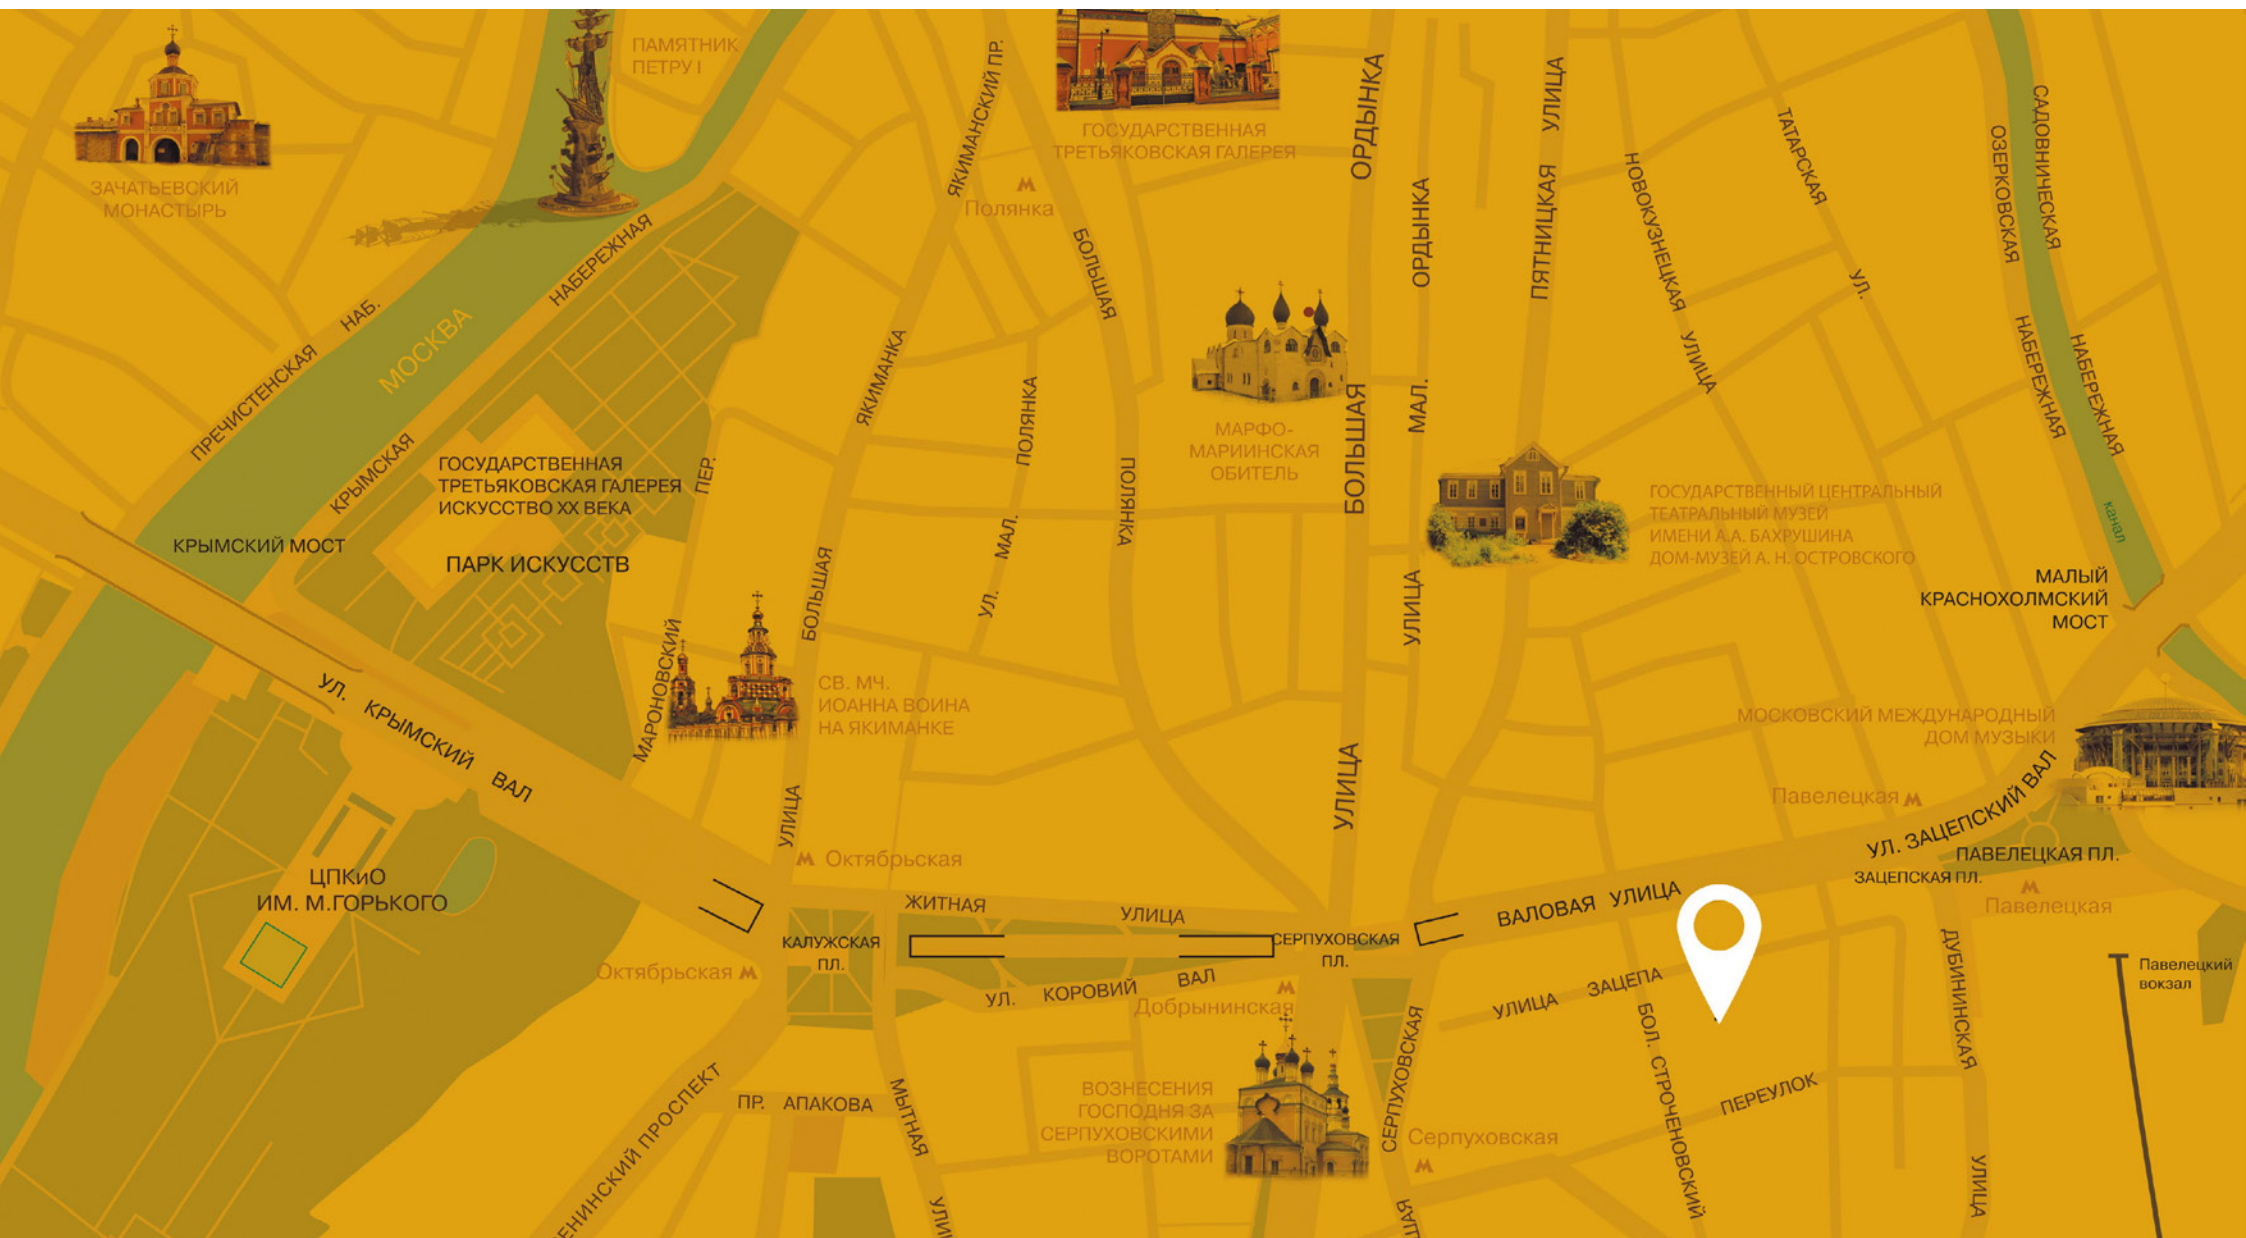 ПАМЯТНИК
ПЕТРУ I
ЗАЧАТЬЕВСКИЙ
МОНАСТЫРЬ
ГОСУДАРСТВЕННАЯ
ТРЕТЬЯКОВСКАЯ ГАЛЕРЕЯ
ЯКИМАНСКИЙ ПР.
М
Полянка
БОЛЬШАЯ
ПОЛЯНКА
БОЛЬШАЯ
ОРДЫНКА
УЛИЦА
МАЛ.
ОРДЫНКА
УЛИЦА
ПЯТНИЦКАЯ УЛИЦА
НОВОКУЗНЕЦКАЯ УЛИЦА
ТАТАРСКАЯ УЛ.
ОЗЕРКОВСКАЯ НАБЕРЕЖНАЯ
САДОВНИЧЕСКАЯ НАБЕРЕЖНАЯ
канал
ПРЕЧИСТЕНСКАЯ НАБ.
МОСКВА
КРЫМСКАЯ НАБЕРЕЖНАЯ
БОЛЬШАЯ
ЯКИМАНКА
УЛИЦА
УЛ. МАЛ. ПОЛЯНКА
МАРФО-
МАРИИНСКАЯ
ОБИТЕЛЬ
ГОСУДАРСТВЕННАЯ
ТРЕТЬЯКОВСКАЯ ГАЛЕРЕЯ
ИСКУССТВО XX ВЕКА
ПАРК ИСКУССТВ
КРЫМСКИЙ МОСТ
МАРОНОВСКИЙ ПЕР.
ГОСУДАРСТВЕННЫЙ ЦЕНТРАЛЬНЫЙ
ТЕАТРАЛЬНЫЙ МУЗЕЙ
ИМЕНИ А.А. БАХРУШИНА
ДОМ-МУЗЕЙ А. Н. ОСТРОВСКОГО
МАЛЫЙ
КРАСНОХОЛМСКИЙ
МОСТ
УЛ. КРЫМСКИЙ ВАЛ
СВ. МЧ.
ИОАННА ВОИНА
НА ЯКИМАНКЕ
МОСКОВСКИЙ МЕЖДУНАРОДНЫЙ
ДОМ МУЗЫКИ
Павелецкая М
УЛ. ЗАЦЕПСКИЙ ВАЛ
ПАВЕЛЕЦКАЯ ПЛ.
ЗАЦЕПСКАЯ ПЛ.
М
Павелецкая
ЦПКиО
ИМ. М.ГОРЬКОГО
М Октябрьская
ЖИТНАЯ УЛИЦА
ВАЛОВАЯ УЛИЦА
КАЛУЖСКАЯ
ПЛ.
СЕРПУХОВСКАЯ
ПЛ.
Октябрьская М
УЛ. КОРОВИЙ ВАЛ
М
Добрынинская
УЛИЦА ЗАЦЕПА
БОЛ. СТРОЧЕНОВСКИЙ
ПЕРЕУЛОК
ДУБИНИНСКАЯ
УЛИЦА
Павелецкий
вокзал
ПР. АПАКОВА
ЕНИНСКИЙ ПРОСПЕКТ
МЫТНАЯ
УЛИ
ВОЗНЕСЕНИЯ
ГОСПОДНЯ ЗА
СЕРПУХОВСКИМИ
ВОРОТАМИ
СЕРПУХОВСКАЯ
Серпуховская
М